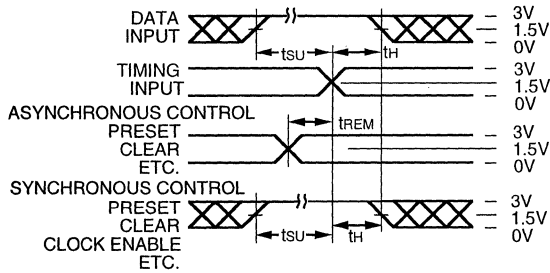 DATA INPUT
tSU
tH
3V
1.5V
0V
TIMING INPUT
3V
1.5V
0V
ASYNCHRONOUS CONTROL
PRESET
CLEAR
ETC.
tREM
3V
1.5V
0V
SYNCHRONOUS CONTROL
PRESET
CLEAR
CLOCK ENABLE
ETC.
tSU
tH
3V
1.5V
0V